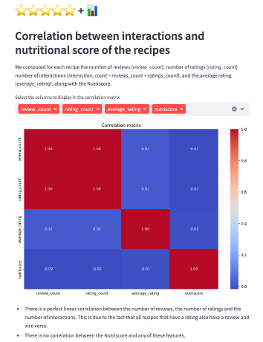 +
Correlation between interactions and
nutritional score of the recipes
We computed for each recipe the number of reviews (review_count), number of ratings (rating_count)
number of interactions (interaction_count = reviews_count + ratings_count), and the average rating
(average_rating), along with the Nutriscore.
Select the columns to display in the correlation matrix
review_count × rating_count × average_rating × nutriscore ×
Correlation matrix
review_count
rating_count
average_rating
nutriscore
1.00 1.00 0.02 -0.02
1.00 1.00 0.02 -0.02
0.02 0.02 1.00 -0.01
-0.02 -0.02 -0.01 1.00
1.0
0.8
0.6
0.4
0.2
0.0
review_count rating_count average_rating nutriscore
There is a perfect linear correlation between the number of reviews, the number of ratings and the
number of interactions. This is due to the fact that all recipes that have a rating also have a review and
vice versa.
There is no correlation between the Nutriscore and any of these features.